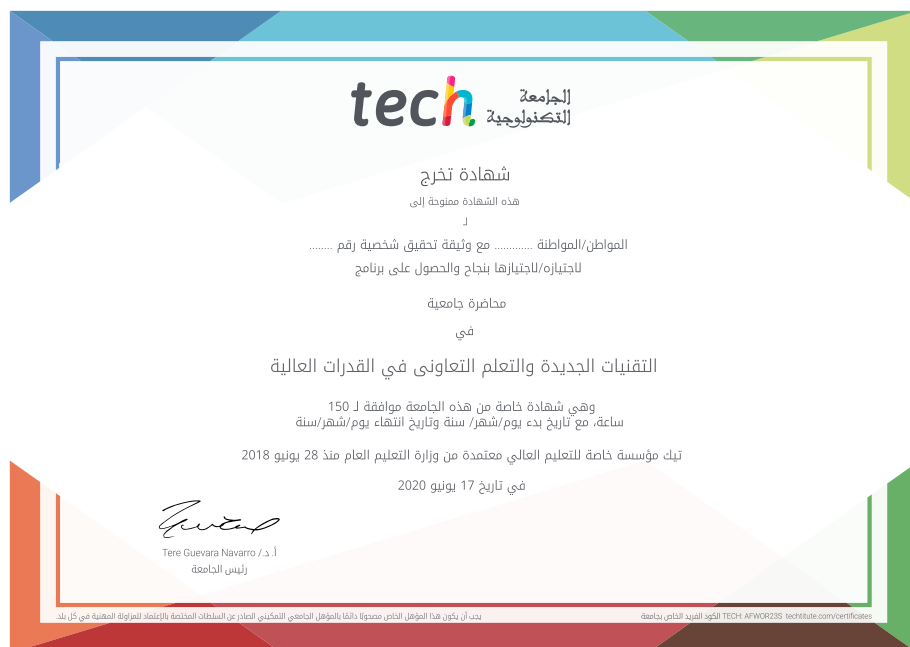 tech الجامعة
التكنولوجية
شهادة تخرج
هذه الشهادة ممنوحة إلى
لـ
المواطن/المواطنة ............. مع وثيقة تحقيق شخصية رقم ........
لاجتيازه/لاجتيازها بنجاح والحصول على برنامج
محاضرة جامعية
في
التقنيات الجديدة والتعلم التعاونى في القدرات العالية
وهي شهادة خاصة من هذه الجامعة موافقة لـ 150
ساعة، مع تاريخ بدء يوم/شهر/ سنة وتاريخ انتهاء يوم/شهر/سنة
تيك مؤسسة خاصة للتعليم العالي معتمدة من وزارة التعليم العام منذ 28 يونيو 2018
في تاريخ 17 يونيو 2020
أ. د./ Tere Guevara Navarro
رئيس الجامعة
يجب أن يكون هذا المؤهل الخاص مصحوبًا دائمًا بالمؤهل الجامعي التمكيني الصادر عن السلطات المختصة بالإعتماد للمزاولة المهنية في كل بلد.
الكود الفريد الخاص بجامعة TECH: AFWOR23S techtitute.com/certificates